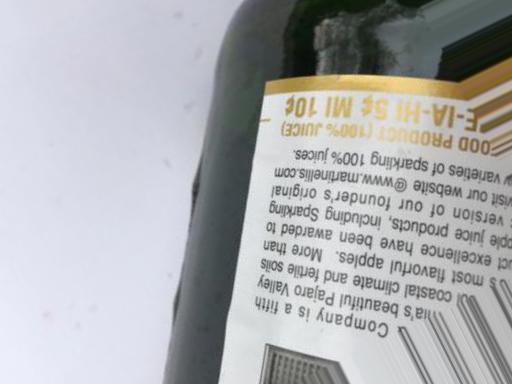 Company is a fifth
nia's beautiful Pajaro Valley
coastal climate and fertile soils
s most flavorful apples. More than
uct excellence have been awarded to
pple juice products, including Sparkling
version of our founder's original
visit our website @ www.martinellis.com
varieties of sparkling 100% juices.
OOD PRODUCT (100% JUICE)
E-IA-HI 5¢ MI 10¢